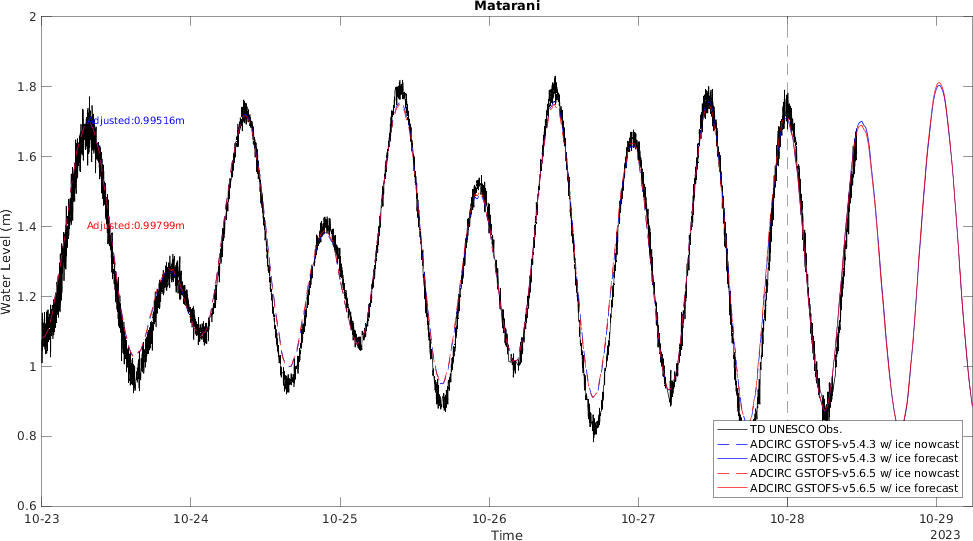 Matarani
2
1.8
1.6
1.4
1.2
1
0.8
0.6
Water Level (m)
Adjusted:0.99516m
Adjusted:0.99799m
TD UNESCO Obs.
ADCIRC GSTOFS-v5.4.3 w/ ice nowcast
ADCIRC GSTOFS-v5.4.3 w/ ice forecast
ADCIRC GSTOFS-v5.6.5 w/ ice nowcast
ADCIRC GSTOFS-v5.6.5 w/ ice forecast
10-23
10-24
10-25
10-26
10-27
10-28
10-29
Time
2023